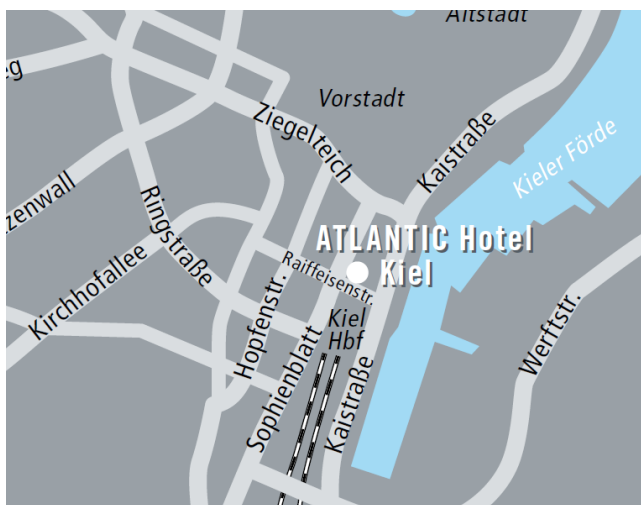 Altstadt
eg
Vorstadt
Ziegelteich
Kaistraße
Kieler Förde
zenwall
Ringstraße
ATLANTIC Hotel
Kiel
Raiffeisenstr.
Kirchhofallee
Hopfenstr.
Kiel
Hbf
Werftstr.
Sophienblatt
Kaistraße